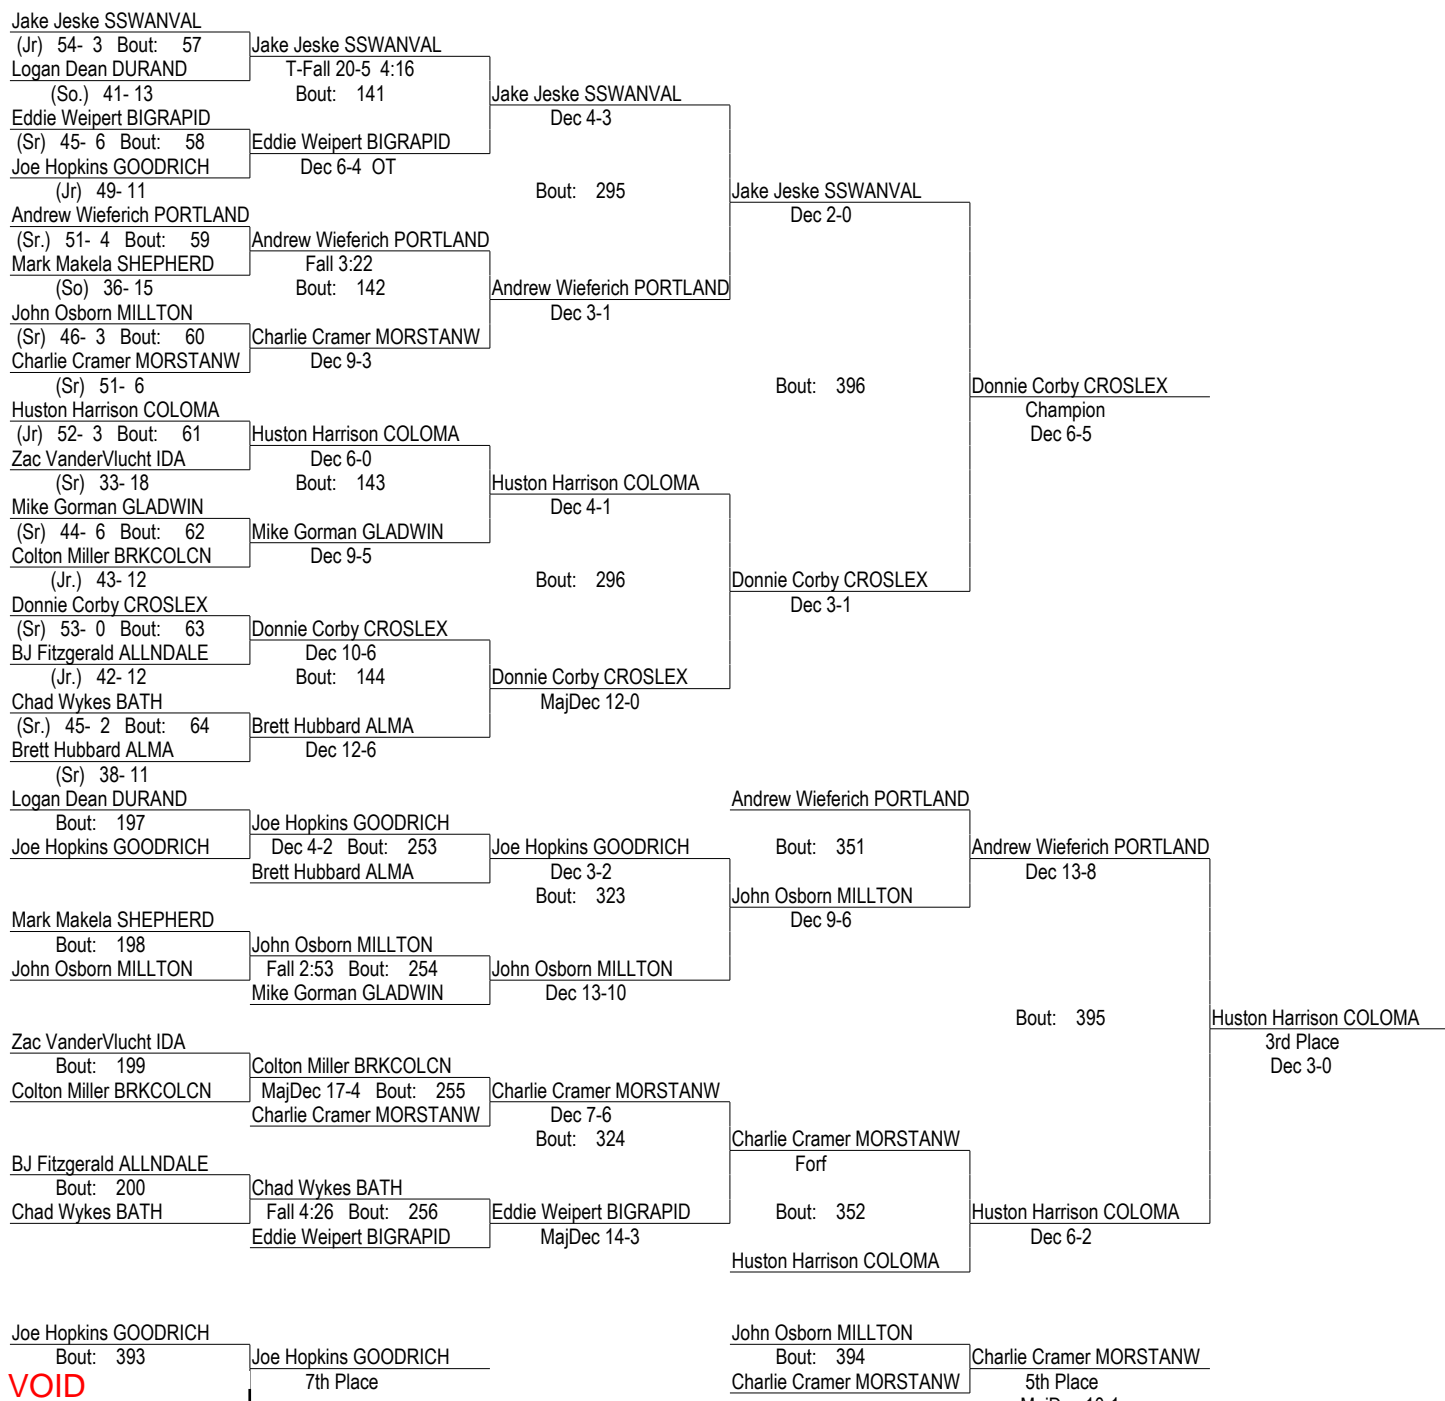 Jake Jeske SSWANVAL
(Jr) 54- 3 Bout: 57 Jake Jeske SSWANVAL
Logan Dean DURAND T-Fall 20-5 4:16
(So.) 41- 13 Bout: 141 Jake Jeske SSWANVAL
Eddie Weipert BIGRAPID Dec 4-3
(Sr) 45- 6 Bout: 58 Eddie Weipert BIGRAPID
Joe Hopkins GOODRICH Dec 6-4 OT
(Jr) 49- 11 Bout: 295 Jake Jeske SSWANVAL
Andrew Wieferich PORTLAND Dec 2-0
(Sr.) 51- 4 Bout: 59 Andrew Wieferich PORTLAND
Mark Makela SHEPHERD Fall 3:22
(So) 36- 15 Bout: 142 Andrew Wieferich PORTLAND
John Osborn MILLTON Dec 3-1
(Sr) 46- 3 Bout: 60 Charlie Cramer MORSTANW
Charlie Cramer MORSTANW Dec 9-3
(Sr) 51- 6 Bout: 396 Donnie Corby CROSLEX
Huston Harrison COLOMA Champion
(Jr) 52- 3 Bout: 61 Huston Harrison COLOMA Dec 6-5
Zac VanderVlucht IDA Dec 6-0
(Sr) 33- 18 Bout: 143 Huston Harrison COLOMA
Mike Gorman GLADWIN Dec 4-1
(Sr) 44- 6 Bout: 62 Mike Gorman GLADWIN
Colton Miller BRKCOLCN Dec 9-5
(Jr.) 43- 12 Bout: 296 Donnie Corby CROSLEX
Donnie Corby CROSLEX Dec 3-1
(Sr) 53- 0 Bout: 63 Donnie Corby CROSLEX
BJ Fitzgerald ALLNDALE Dec 10-6
(Jr.) 42- 12 Bout: 144 Donnie Corby CROSLEX
Chad Wykes BATH MajDec 12-0
(Sr.) 45- 2 Bout: 64 Brett Hubbard ALMA
Brett Hubbard ALMA Dec 12-6
(Sr) 38- 11
Logan Dean DURAND Andrew Wieferich PORTLAND
Bout: 197 Joe Hopkins GOODRICH
Joe Hopkins GOODRICH Dec 4-2 Bout: 253 Joe Hopkins GOODRICH Bout: 351 Andrew Wieferich PORTLAND
Brett Hubbard ALMA Dec 3-2 Dec 13-8
Bout: 323 John Osborn MILLTON
Mark Makela SHEPHERD Dec 9-6
Bout: 198 John Osborn MILLTON
John Osborn MILLTON Fall 2:53 Bout: 254 John Osborn MILLTON
Mike Gorman GLADWIN Dec 13-10
Bout: 395 Huston Harrison COLOMA
Zac VanderVlucht IDA 3rd Place
Bout: 199 Colton Miller BRKCOLCN Dec 3-0
Colton Miller BRKCOLCN MajDec 17-4 Bout: 255 Charlie Cramer MORSTANW
Charlie Cramer MORSTANW Dec 7-6
Bout: 324 Charlie Cramer MORSTANW
BJ Fitzgerald ALLNDALE Forf
Bout: 200 Chad Wykes BATH
Chad Wykes BATH Fall 4:26 Bout: 256 Eddie Weipert BIGRAPID Bout: 352 Huston Harrison COLOMA
Eddie Weipert BIGRAPID MajDec 14-3 Dec 6-2
Huston Harrison COLOMA
Joe Hopkins GOODRICH John Osborn MILLTON
Bout: 393 Joe Hopkins GOODRICH Bout: 394 Charlie Cramer MORSTANW
VOID 7th Place Charlie Cramer MORSTANW 5th Place